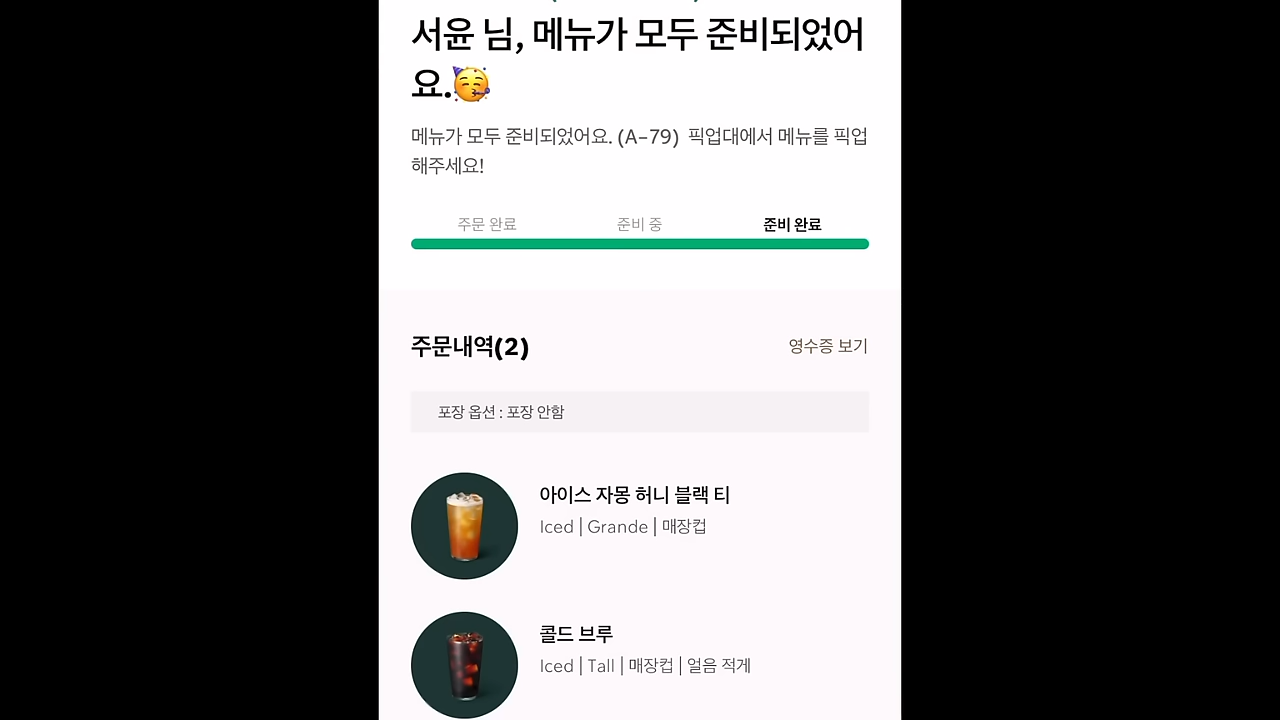 서윤 님, 메뉴가 모두 준비되었어
요.🥳
메뉴가 모두 준비되었어요. (A-79) 픽업대에서 메뉴를 픽업
해주세요!
주문 완료 준비 중 준비 완료
주문내역(2) 영수증 보기
포장 옵션 : 포장 안함
아이스 자몽 허니 블랙 티
Iced | Grande | 매장컵
콜드 브루
Iced | Tall | 매장컵 | 얼음 적게